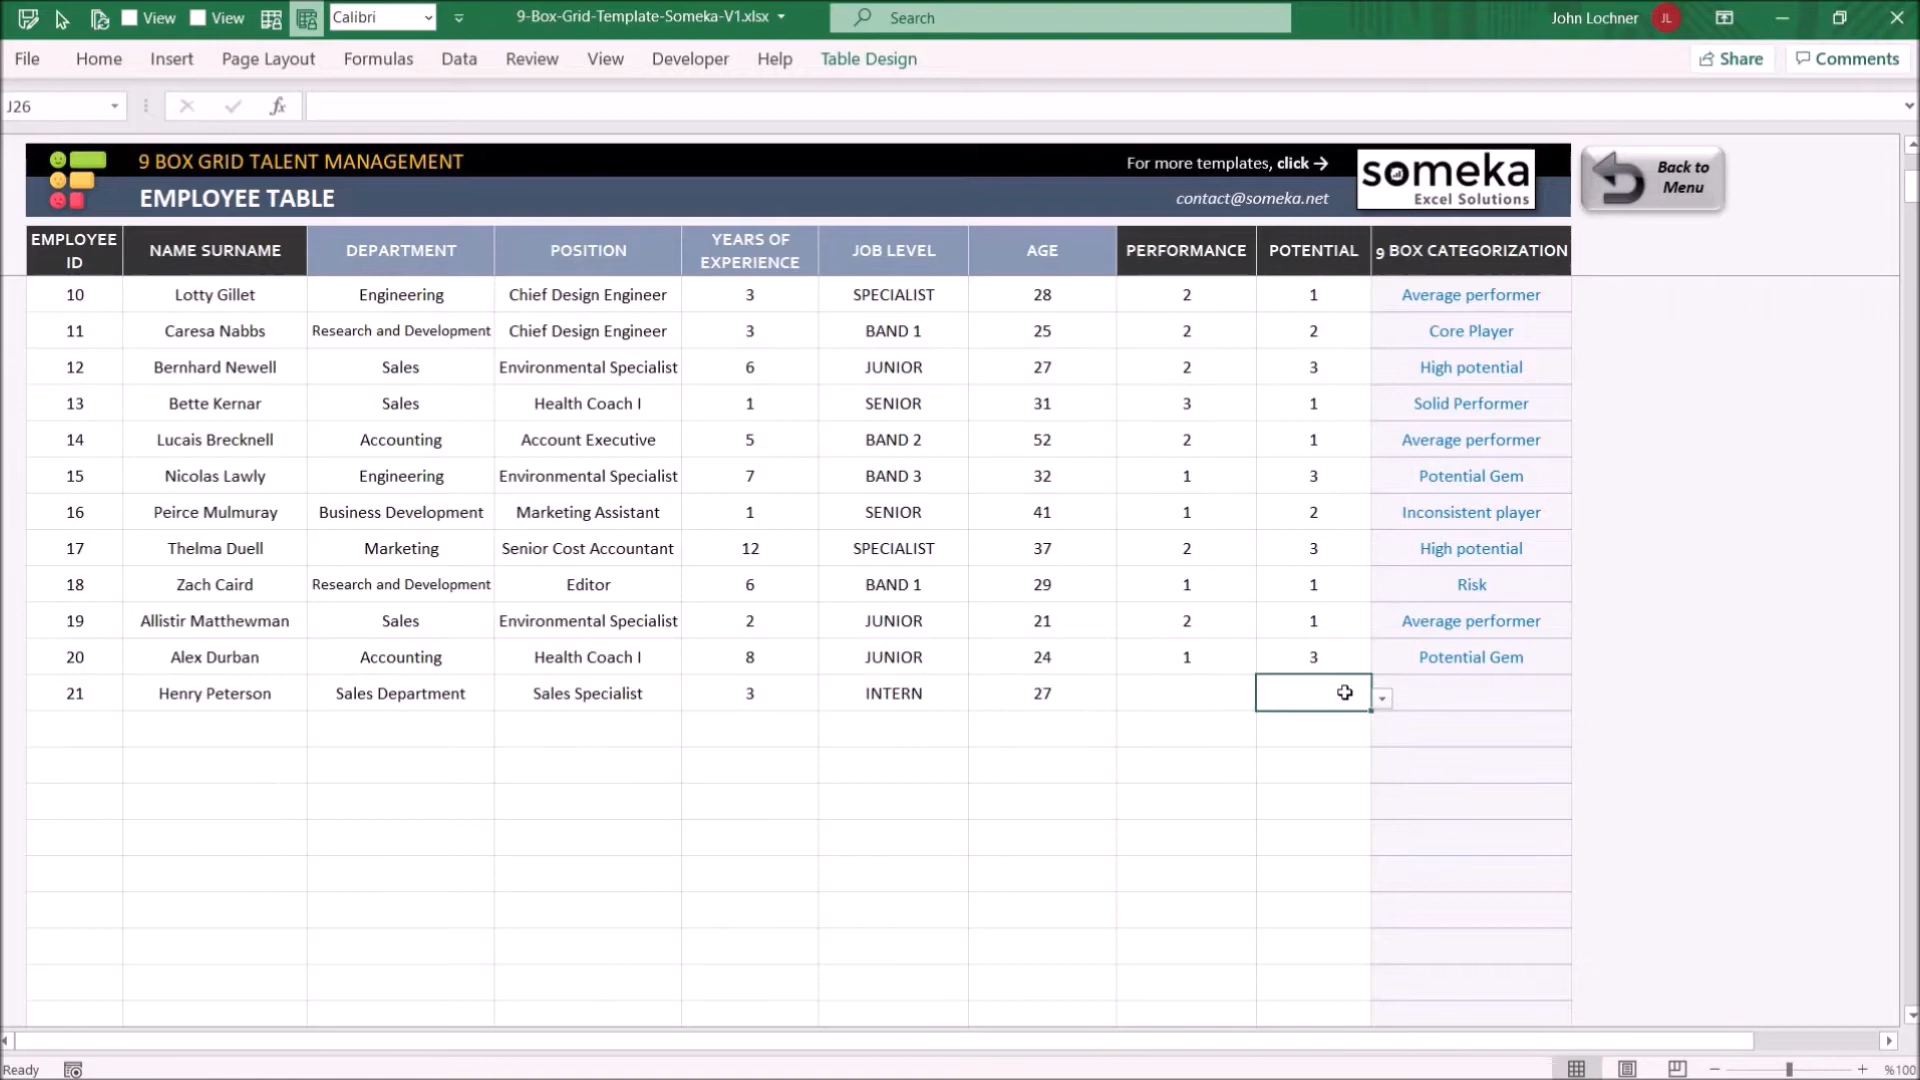 View View Calibri 9-Box-Grid-Template-Someka-V1.xlsx Search John Lochner JL
File Home Insert Page Layout Formulas Data Review View Developer Help Table Design Share Comments
J26 fx
9 BOX GRID TALENT MANAGEMENT
EMPLOYEE TABLE
For more templates, click →
contact@someka.net
someka
Excel Solutions
Back to
Menu
EMPLOYEE ID NAME SURNAME DEPARTMENT POSITION YEARS OF EXPERIENCE JOB LEVEL AGE PERFORMANCE POTENTIAL 9 BOX CATEGORIZATION
10 Lotty Gillet Engineering Chief Design Engineer 3 SPECIALIST 28 2 1 Average performer
11 Caresa Nabbs Research and Development Chief Design Engineer 3 BAND 1 25 2 2 Core Player
12 Bernhard Newell Sales Environmental Specialist 6 JUNIOR 27 2 3 High potential
13 Bette Kernar Sales Health Coach I 1 SENIOR 31 3 1 Solid Performer
14 Lucais Brecknell Accounting Account Executive 5 BAND 2 52 2 1 Average performer
15 Nicolas Lawly Engineering Environmental Specialist 7 BAND 3 32 1 3 Potential Gem
16 Peirce Mulmuray Business Development Marketing Assistant 1 SENIOR 41 1 2 Inconsistent player
17 Thelma Duell Marketing Senior Cost Accountant 12 SPECIALIST 37 2 3 High potential
18 Zach Caird Research and Development Editor 6 BAND 1 29 1 1 Risk
19 Allistir Matthewman Sales Environmental Specialist 2 JUNIOR 21 2 1 Average performer
20 Alex Durban Accounting Health Coach I 8 JUNIOR 24 1 3 Potential Gem
21 Henry Peterson Sales Department Sales Specialist 3 INTERN 27
Ready %100